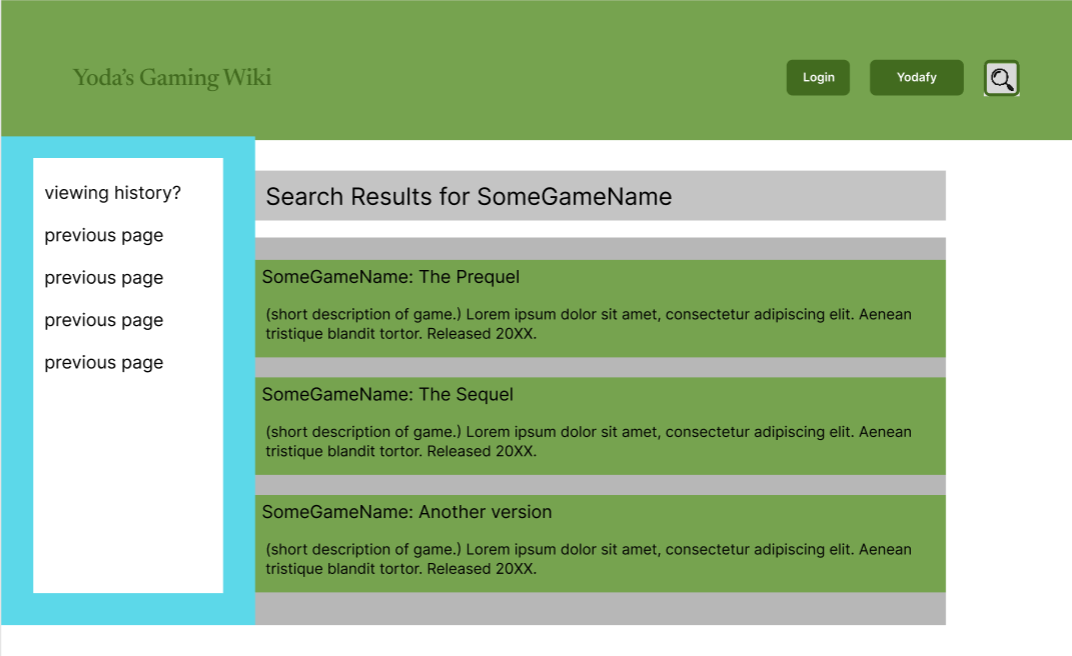 Yoda's Gaming Wiki
Login
Yodafy
viewing history?
previous page
previous page
previous page
previous page
Search Results for SomeGameName
SomeGameName: The Prequel
(short description of game.) Lorem ipsum dolor sit amet, consectetur adipiscing elit. Aenean
tristique blandit tortor. Released 20XX.
SomeGameName: The Sequel
(short description of game.) Lorem ipsum dolor sit amet, consectetur adipiscing elit. Aenean
tristique blandit tortor. Released 20XX.
SomeGameName: Another version
(short description of game.) Lorem ipsum dolor sit amet, consectetur adipiscing elit. Aenean
tristique blandit tortor. Released 20XX.